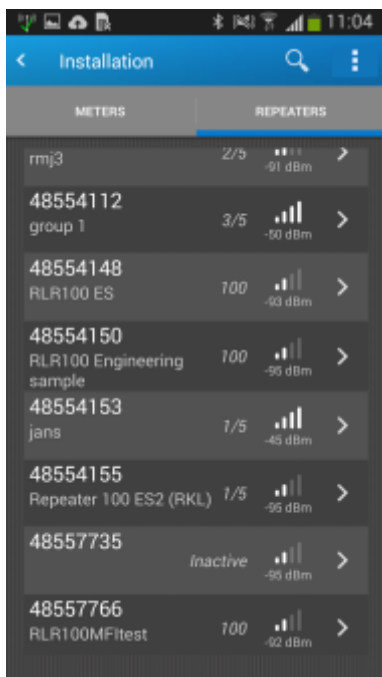 11:04
Installation
METERS
REPEATERS
rmj3
2/5
-91 dBm
48554112
group 1
3/5
-50 dBm
48554148
RLR100 ES
100
-93 dBm
48554150
RLR100 Engineering
sample
100
-95 dBm
48554153
jans
1/5
-45 dBm
48554155
Repeater 100 ES2 (RKL)
1/5
-95 dBm
48557735
Inactive
-95 dBm
48557766
RLR100MFItest
100
-92 dBm